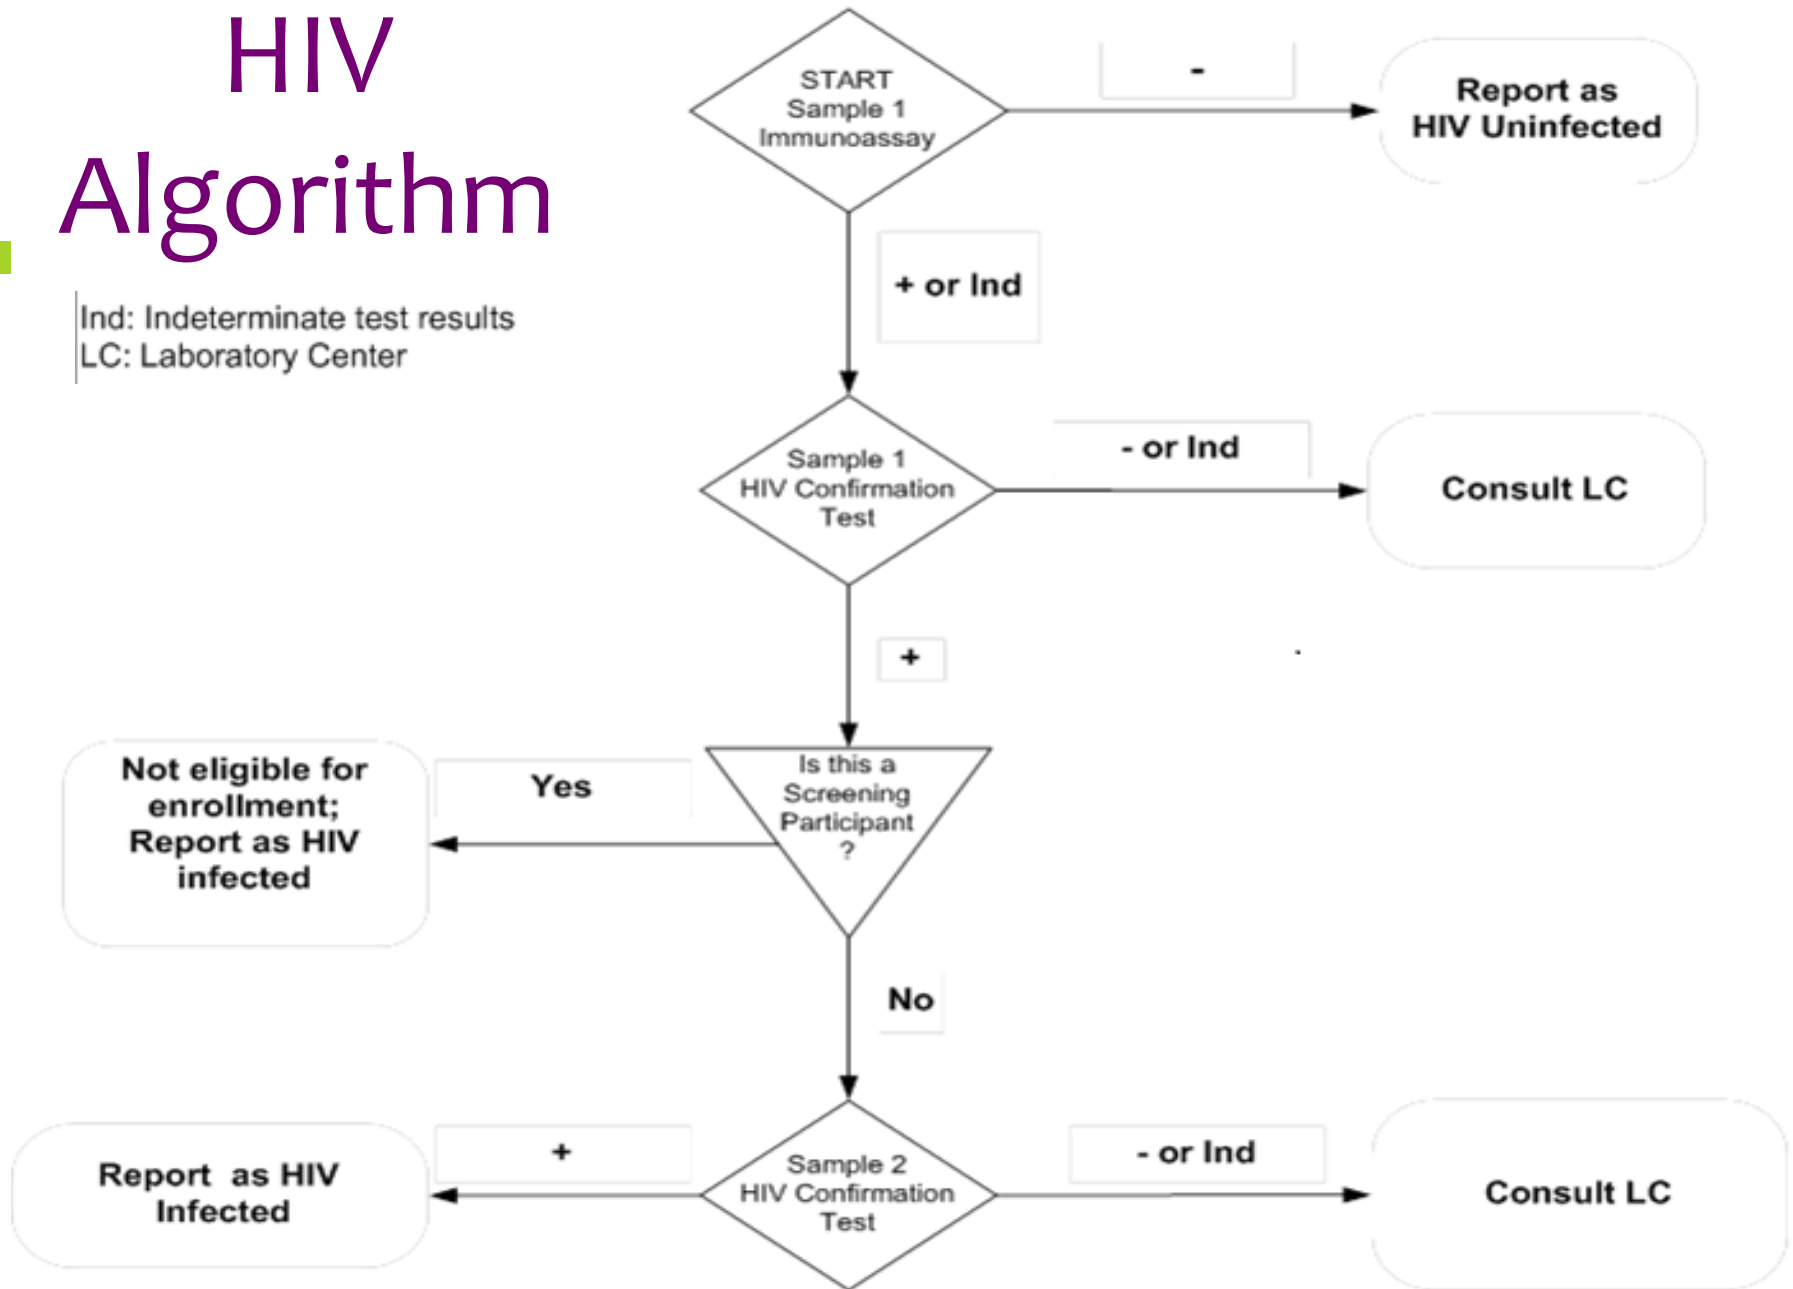 HIV
Algorithm
Ind: Indeterminate test results
LC: Laboratory Center
START
Sample 1
Immunoassay
-
Report as
HIV Uninfected
+ or Ind
Sample 1
HIV Confirmation
Test
- or Ind
Consult LC
+
Is this a
Screening
Participant
?
Yes
Not eligible for
enrollment;
Report as HIV
infected
No
Sample 2
HIV Confirmation
Test
+
Report as HIV
Infected
- or Ind
Consult LC